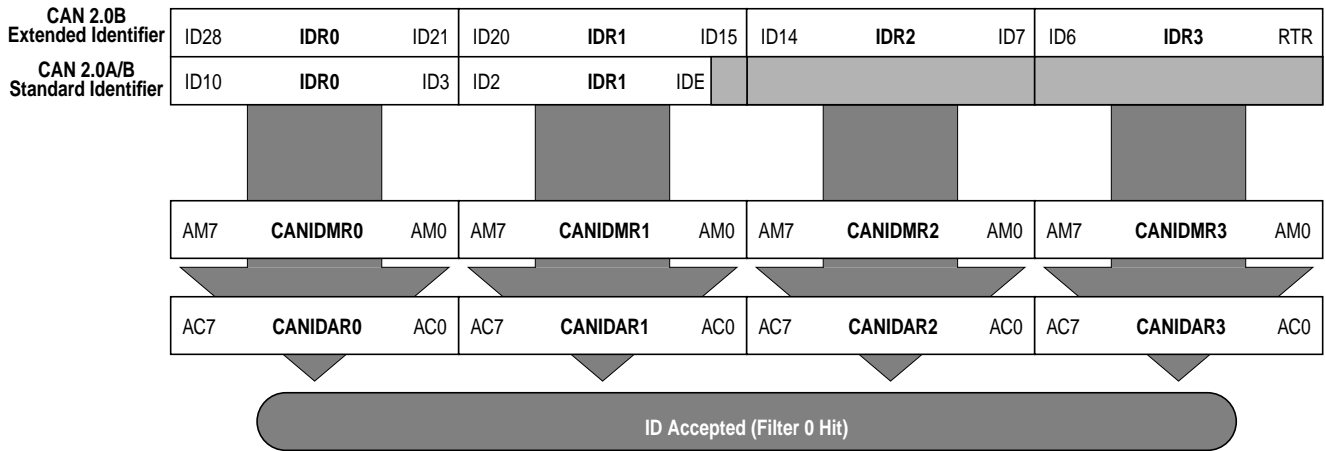 CAN 2.0B
Extended Identifier
ID28 IDR0 ID21 ID20 IDR1 ID15 ID14 IDR2 ID7 ID6 IDR3 RTR
CAN 2.0A/B
Standard Identifier
ID10 IDR0 ID3 ID2 IDR1 IDE
AM7 CANIDMR0 AM0 AM7 CANIDMR1 AM0 AM7 CANIDMR2 AM0 AM7 CANIDMR3 AM0
AC7 CANIDAR0 AC0 AC7 CANIDAR1 AC0 AC7 CANIDAR2 AC0 AC7 CANIDAR3 AC0
ID Accepted (Filter 0 Hit)